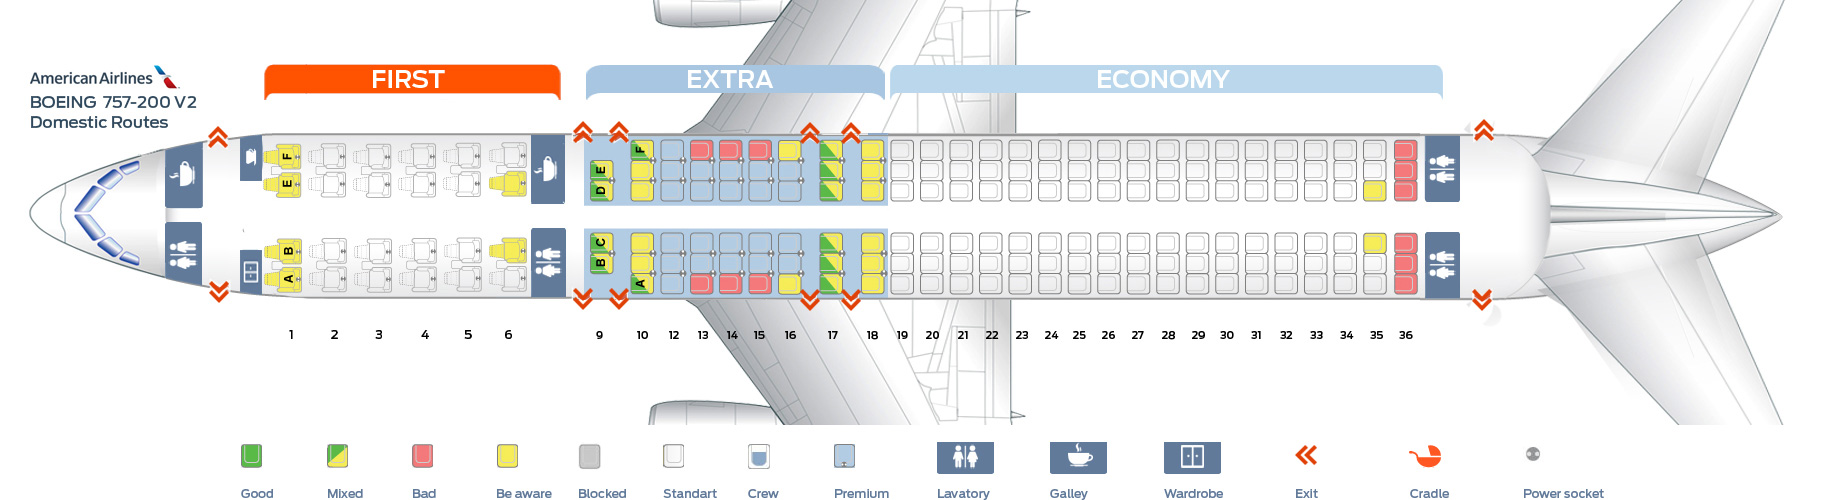 American Airlines
BOEING 757-200 V2
Domestic Routes
FIRST
EXTRA
ECONOMY
F
E
B
A
F
E
D
C
B
A
1 2 3 4 5 6 9 10 12 13 14 15 16 17 18 19 20 21 22 23 24 25 26 27 28 29 30 31 32 33 34 35 36
Good Mixed Bad Be aware Blocked Standart Crew Premium Lavatory Galley Wardrobe Exit Cradle Power socket